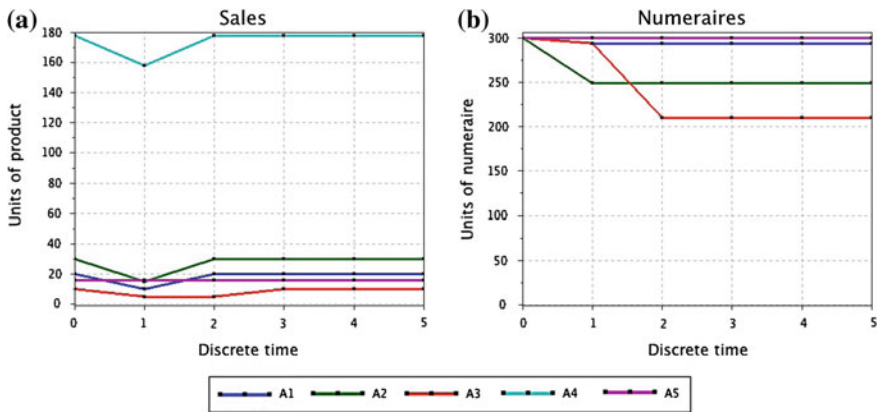 (a)
Sales
180
160
140
120
100
80
60
40
20
0
Units of product
0 1 2 3 4 5
Discrete time
(b)
Numeraires
300
250
200
150
100
50
0
Units of numeraire
0 1 2 3 4 5
Discrete time
A1 A2 A3 A4 A5